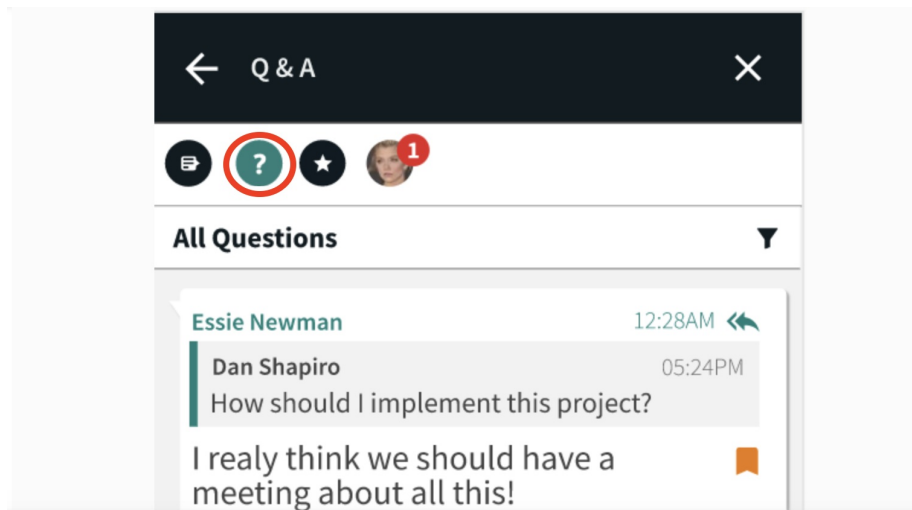 Q & A
?
1
All Questions
Essie Newman 12:28AM
Dan Shapiro 05:24PM
How should I implement this project?
I realy think we should have a
meeting about all this!